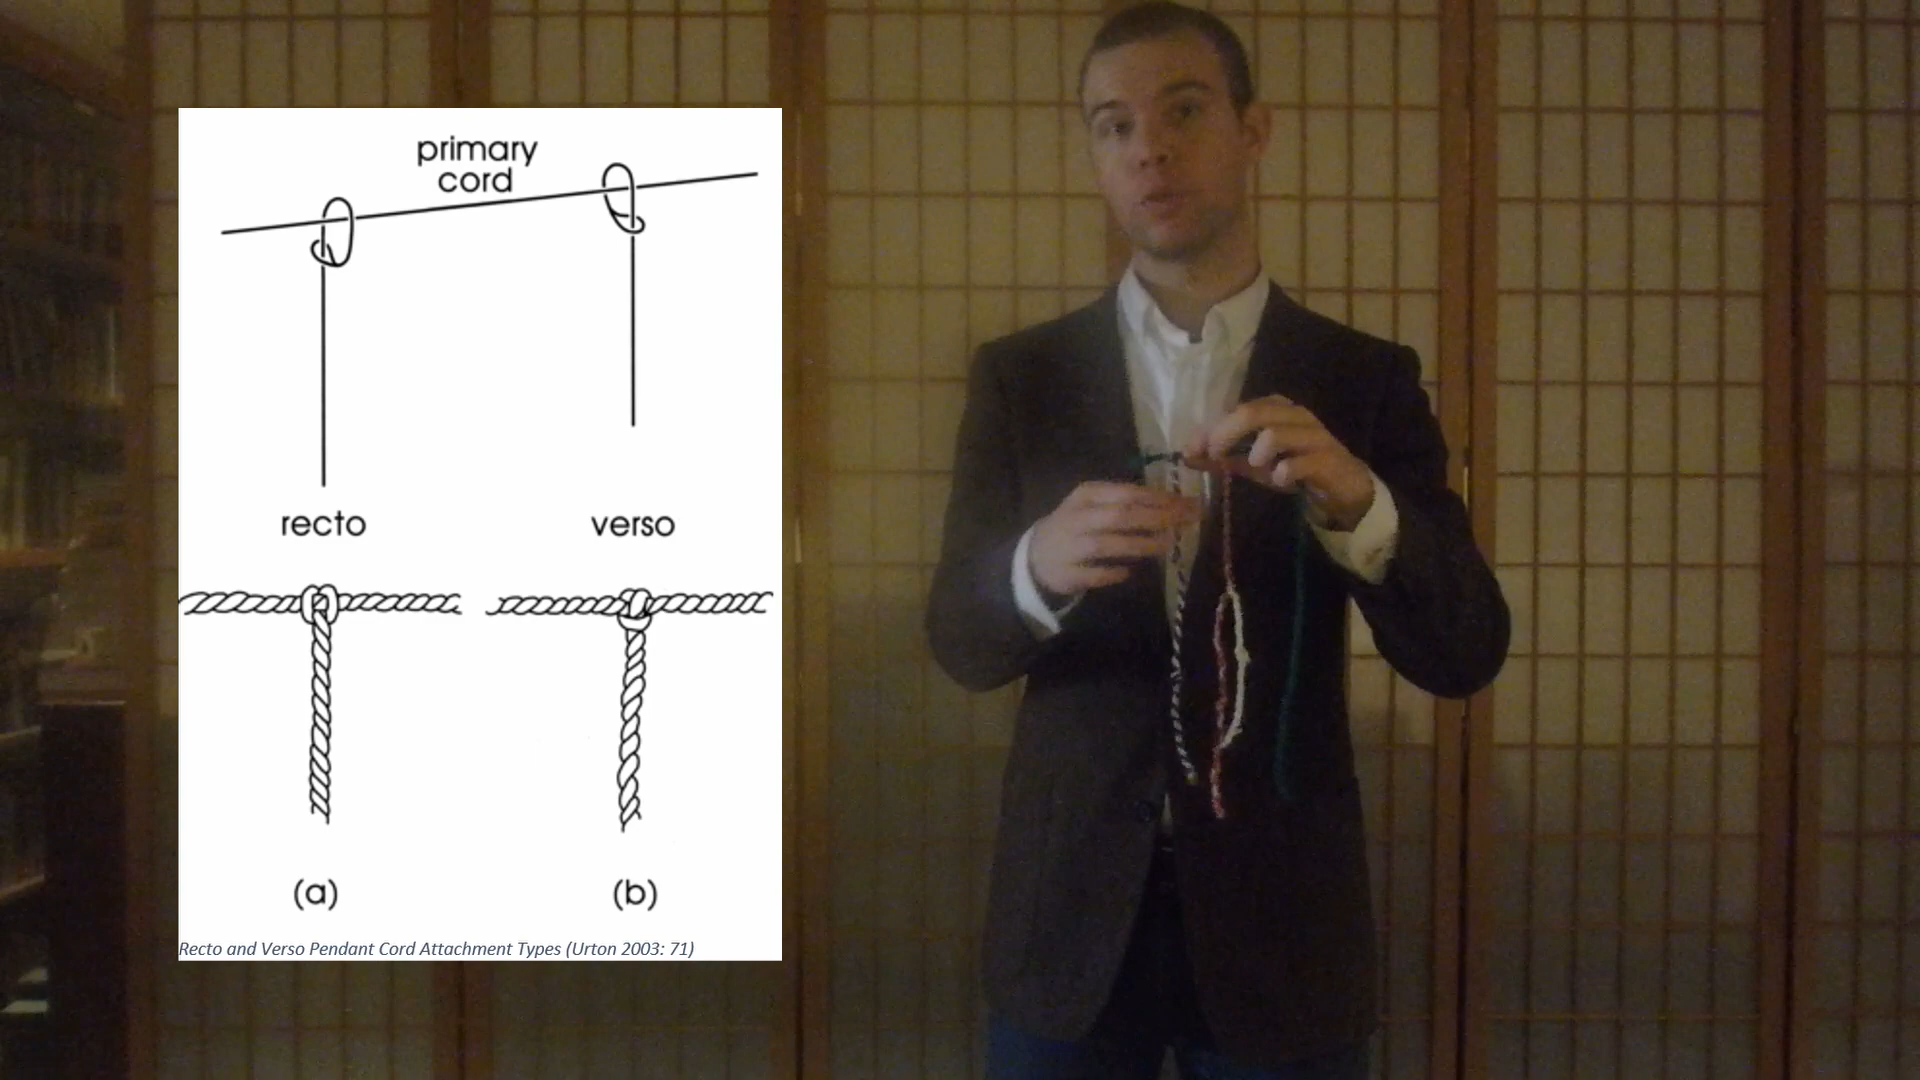 primary
cord
recto
verso
(a)
(b)
Recto and Verso Pendant Cord Attachment Types (Urton 2003: 71)